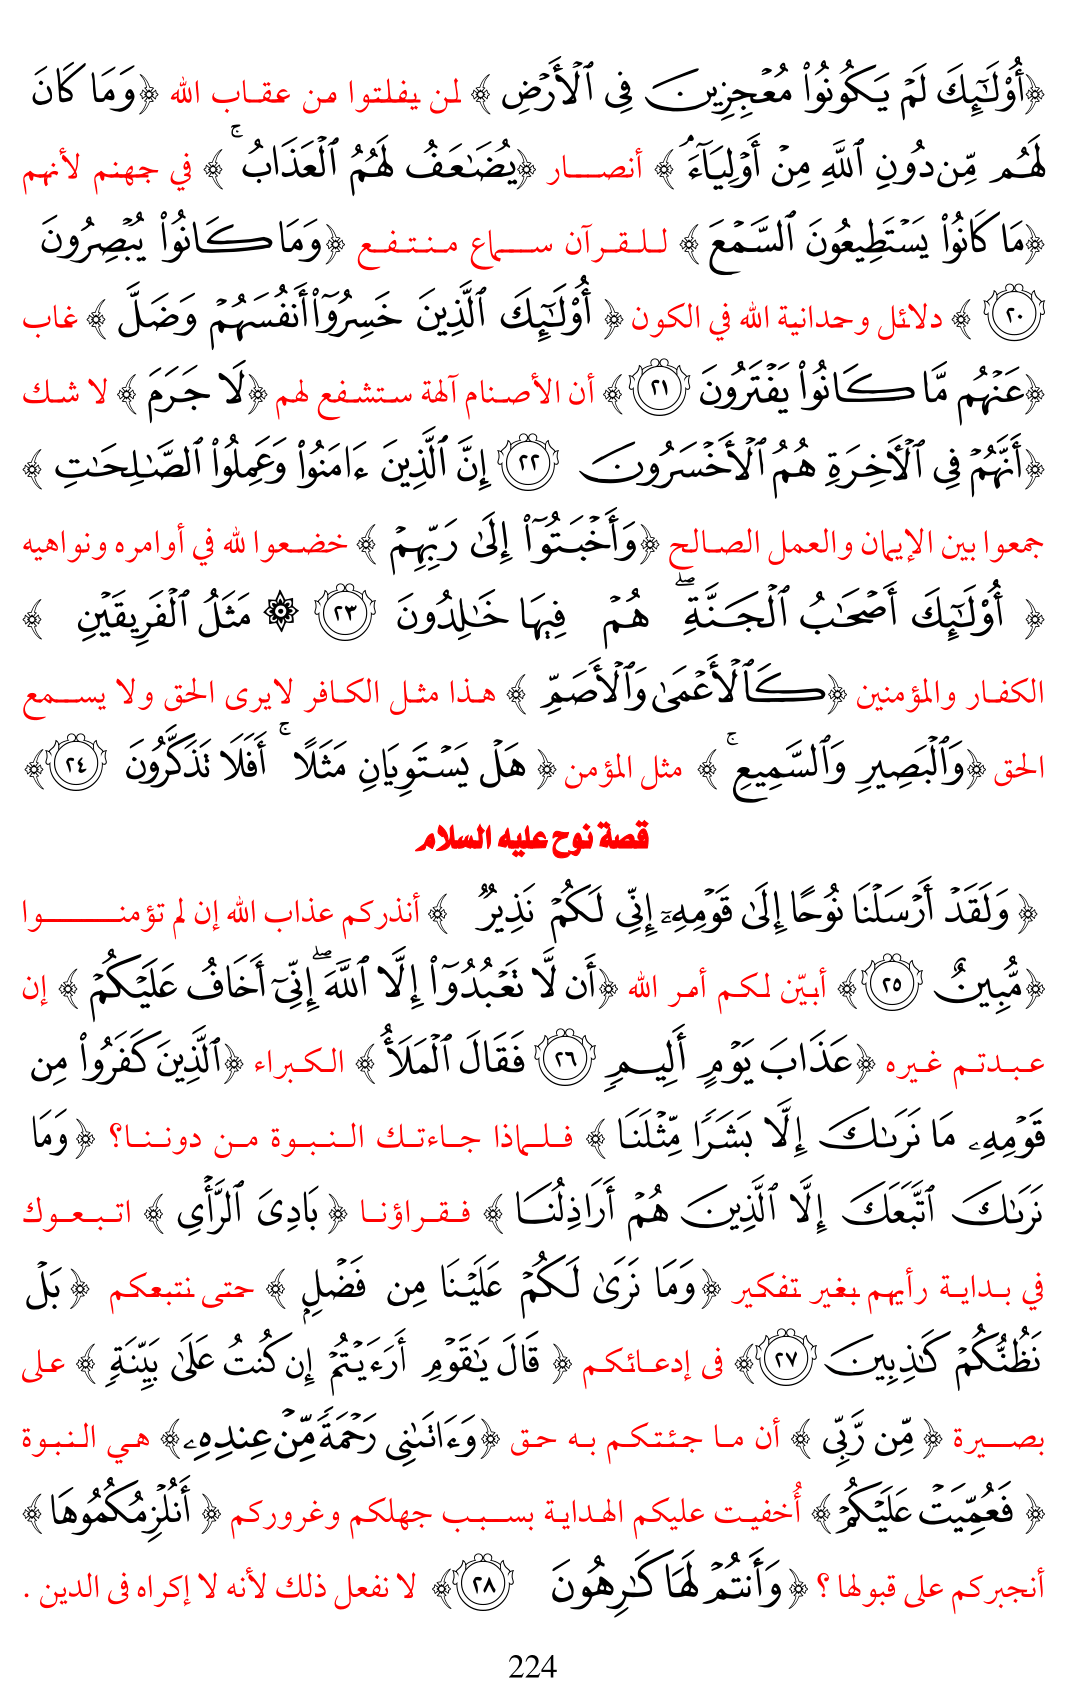 ﴿أُوْلَٰٓئِكَ لَمۡ يَكُونُواْ مُعۡجِزِينَ فِي ٱلۡأَرۡضِ ﴾ لمن يفلتوا من عقاب الله ﴿وَمَا كَانَ
لَهُم مِّن دُونِ ٱللَّهِ مِنۡ أَوۡلِيَآءَۘ ﴾ أنصار ﴿يُضَٰعَفُ لَهُمُ ٱلۡعَذَابُۚ ﴾ في جهنم لأنهم
﴿مَا كَانُواْ يَسۡتَطِيعُونَ ٱلسَّمۡعَ ﴾ للقرآن سماع منتفع ﴿وَمَا كَانُواْ يُبۡصِرُونَ
٢٠ ﴾ دلائل وحدانية الله في الكون ﴿ أُوْلَٰٓئِكَ ٱلَّذِينَ خَسِرُوٓاْ أَنفُسَهُمۡ وَضَلَّ ﴾ غاب
﴿عَنۡهُم مَّا كَانُواْ يَفۡتَرُونَ ٢١﴾ أن الأصنام آلهة ستشفع لهم ﴿لَا جَرَمَ ﴾ لا شك
﴿أَنَّهُمۡ فِي ٱلۡأٓخِرَةِ هُمُ ٱلۡأَخۡسَرُونَ ٢٢ إِنَّ ٱلَّذِينَ ءَامَنُواْ وَعَمِلُواْ ٱلصَّٰلِحَٰتِ ﴾
جمعوا بين الإيمان والعمل الصالح ﴿وَأَخۡبَتُوٓاْ إِلَىٰ رَبِّهِمۡ ﴾ خضعوا لله في أوامره ونواهيه
﴿ أُوْلَٰٓئِكَ أَصۡحَٰبُ ٱلۡجَنَّةِۖ هُمۡ فِيهَا خَٰلِدُونَ ٢٣ ۞ مَثَلُ ٱلۡفَرِيقَيۡنِ ﴾
الكفار والمؤمنين ﴿كَٱلۡأَعۡمَىٰ وَٱلۡأَصَمِّ ﴾ هذا مثل الكافر لايرى الحق ولا يسمع
الحق ﴿وَٱلۡبَصِيرِ وَٱلسَّمِيعِۚ ﴾ مثل المؤمن ﴿ هَلۡ يَسۡتَوِيَانِ مَثَلًاۚ أَفَلَا تَذَكَّرُونَ ٢٤﴾
قصة نوح عليه السلام
﴿ وَلَقَدۡ أَرۡسَلۡنَا نُوحًا إِلَىٰ قَوۡمِهِۦٓ إِنِّي لَكُمۡ نَذِيرٞ ﴾ أنذركم عذاب الله إن لم تؤمنوا
﴿مُّبِينٌ ٢٥﴾ أبيّن لكم أمر الله ﴿أَن لَّا تَعۡبُدُوٓاْ إِلَّا ٱللَّهَۖ إِنِّيٓ أَخَافُ عَلَيۡكُمۡ ﴾ إن
عبدتم غيره ﴿عَذَابَ يَوۡمٍ أَلِيمٖ ٢٦ فَقَالَ ٱلۡمَلَأُ ﴾ الكبراء ﴿ٱلَّذِينَ كَفَرُواْ مِن
قَوۡمِهِۦ مَا نَرَىٰكَ إِلَّا بَشَرٗا مِّثۡلَنَا ﴾ فلماذا جاءتك النبوة من دوننا؟ ﴿ وَمَا
نَرَىٰكَ ٱتَّبَعَكَ إِلَّا ٱلَّذِينَ هُمۡ أَرَاذِلُنَا ﴾ فقراؤنا ﴿ بَادِيَ ٱلرَّأۡيِ ﴾ اتبعوك
في بداية رأيهم بغير تفكير ﴿وَمَا نَرَىٰ لَكُمۡ عَلَيۡنَا مِن فَضۡلِۭ ﴾ حتى نتبعكم ﴿ بَلۡ
نَظُنُّكُمۡ كَٰذِبِينَ ٢٧﴾ فى إدعائكم ﴿ قَالَ يَٰقَوۡمِ أَرَءَيۡتُمۡ إِن كُنتُ عَلَىٰ بَيِّنَةٖ ﴾ على
بصيرة ﴿ مِّن رَّبِّي ﴾ أن ما جئتكم به حق ﴿وَءَاتَىٰنِي رَحۡمَةٗ مِّنۡ عِندِهِۦ﴾ هي النبوة
﴿ فَعُمِّيَتۡ عَلَيۡكُمۡ﴾ أُخفيت عليكم الهداية بسبب جهلكم وغروركم ﴿ أَنُلۡزِمُكُمُوهَا ﴾
أنجبركم على قبولها ؟ ﴿وَأَنتُمۡ لَهَا كَٰرِهُونَ ٢٨﴾ لا نفعل ذلك لأنه لا إكراه فى الدين .
224